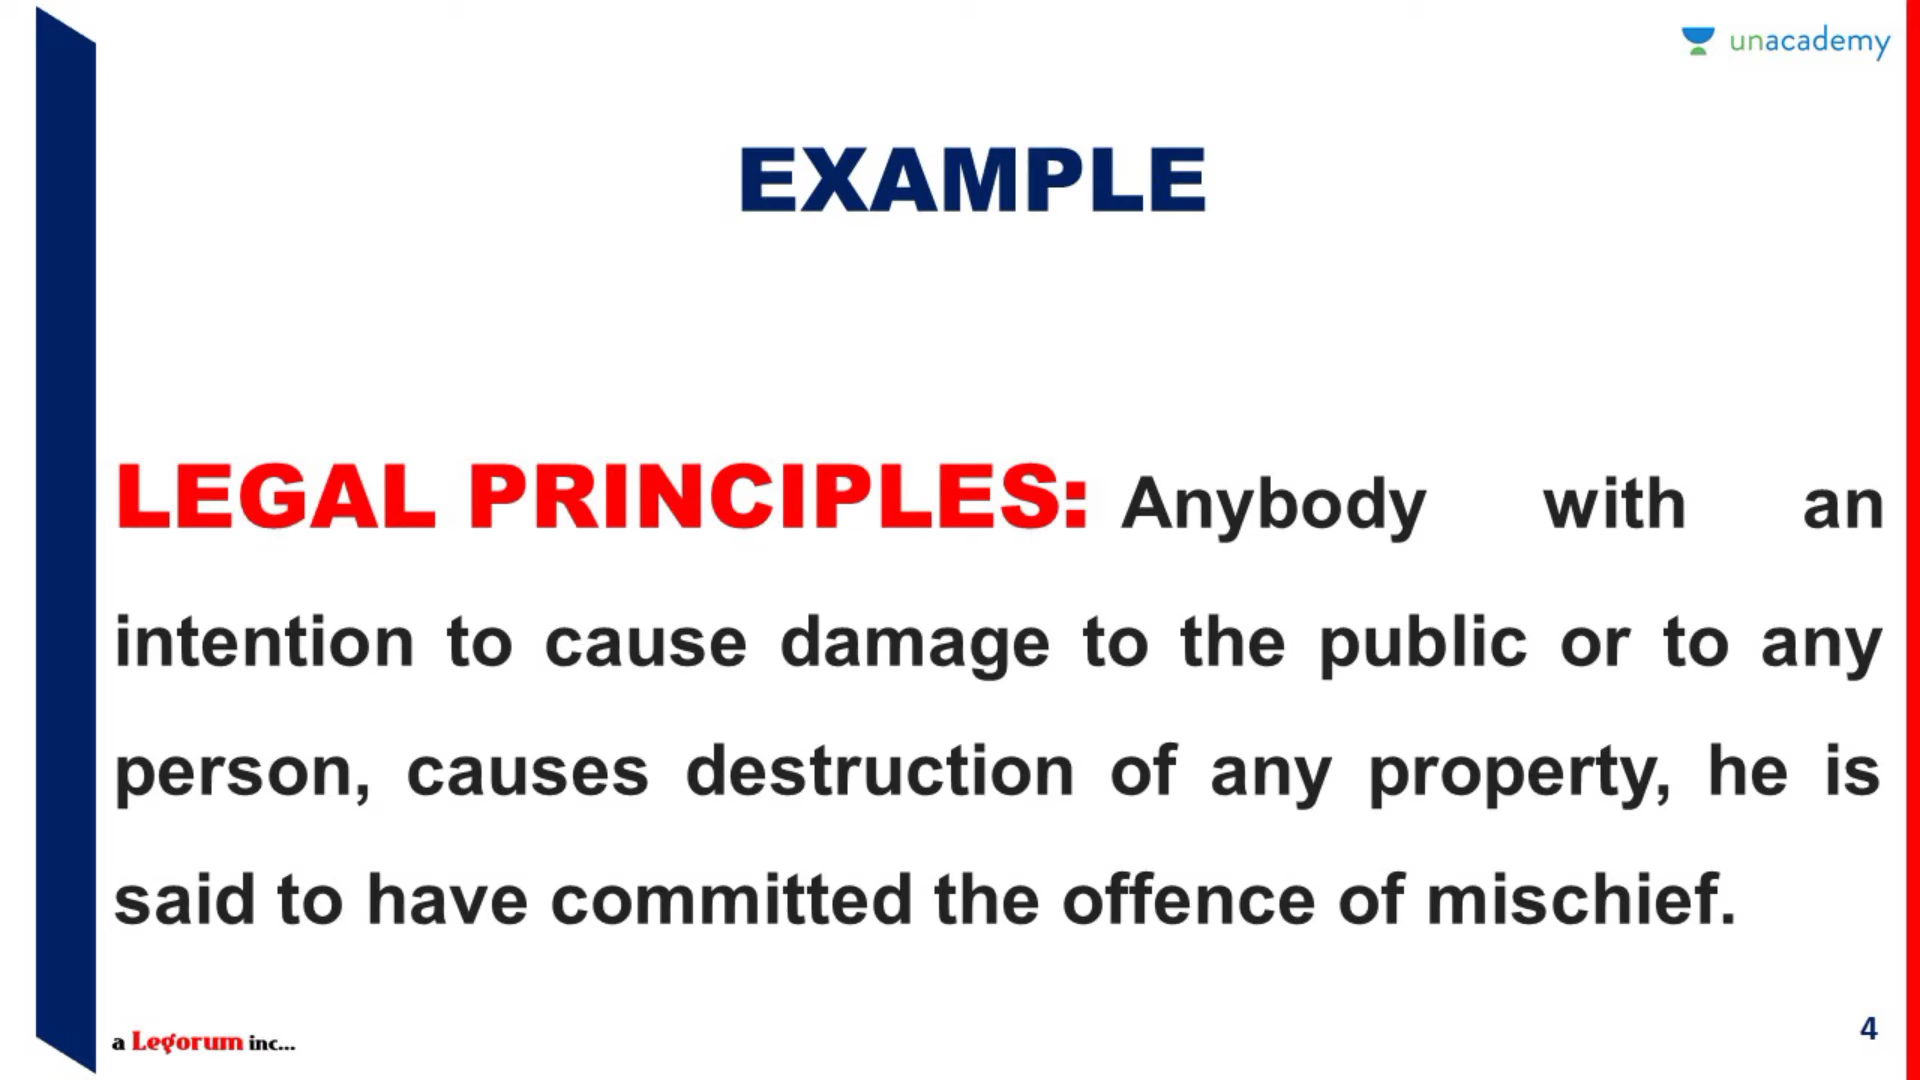 unacademy
EXAMPLE
LEGAL PRINCIPLES: Anybody with an
intention to cause damage to the public or to any
person, causes destruction of any property, he is
said to have committed the offence of mischief.
a Legorum inc...
4